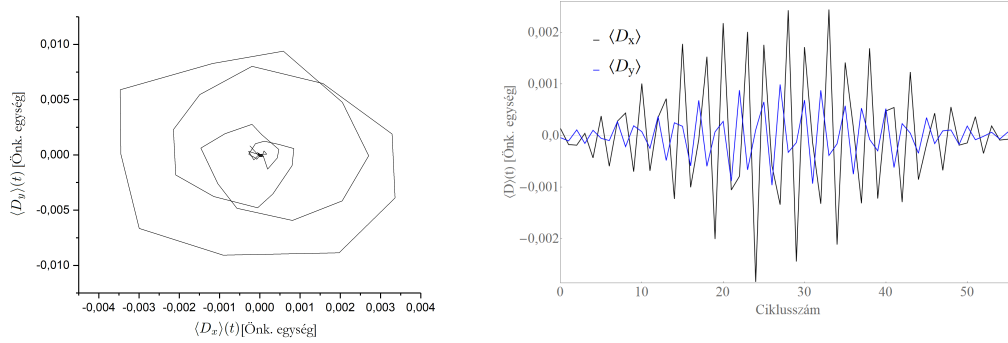 0,010
0,005
0,000
-0,005
-0,010
-0,004 -0,003 -0,002 -0,001 0,000 0,001 0,002 0,003 0,004
⟨D_y⟩(t) [Önk. egység]
⟨D_x⟩(t)[Önk. egység]
⟨D_x⟩
⟨D_y⟩
0,002
0,001
0,0
−0,001
−0,002
0 10 20 30 40 50
⟨D⟩(t) [Önk. egység]
Ciklusszám